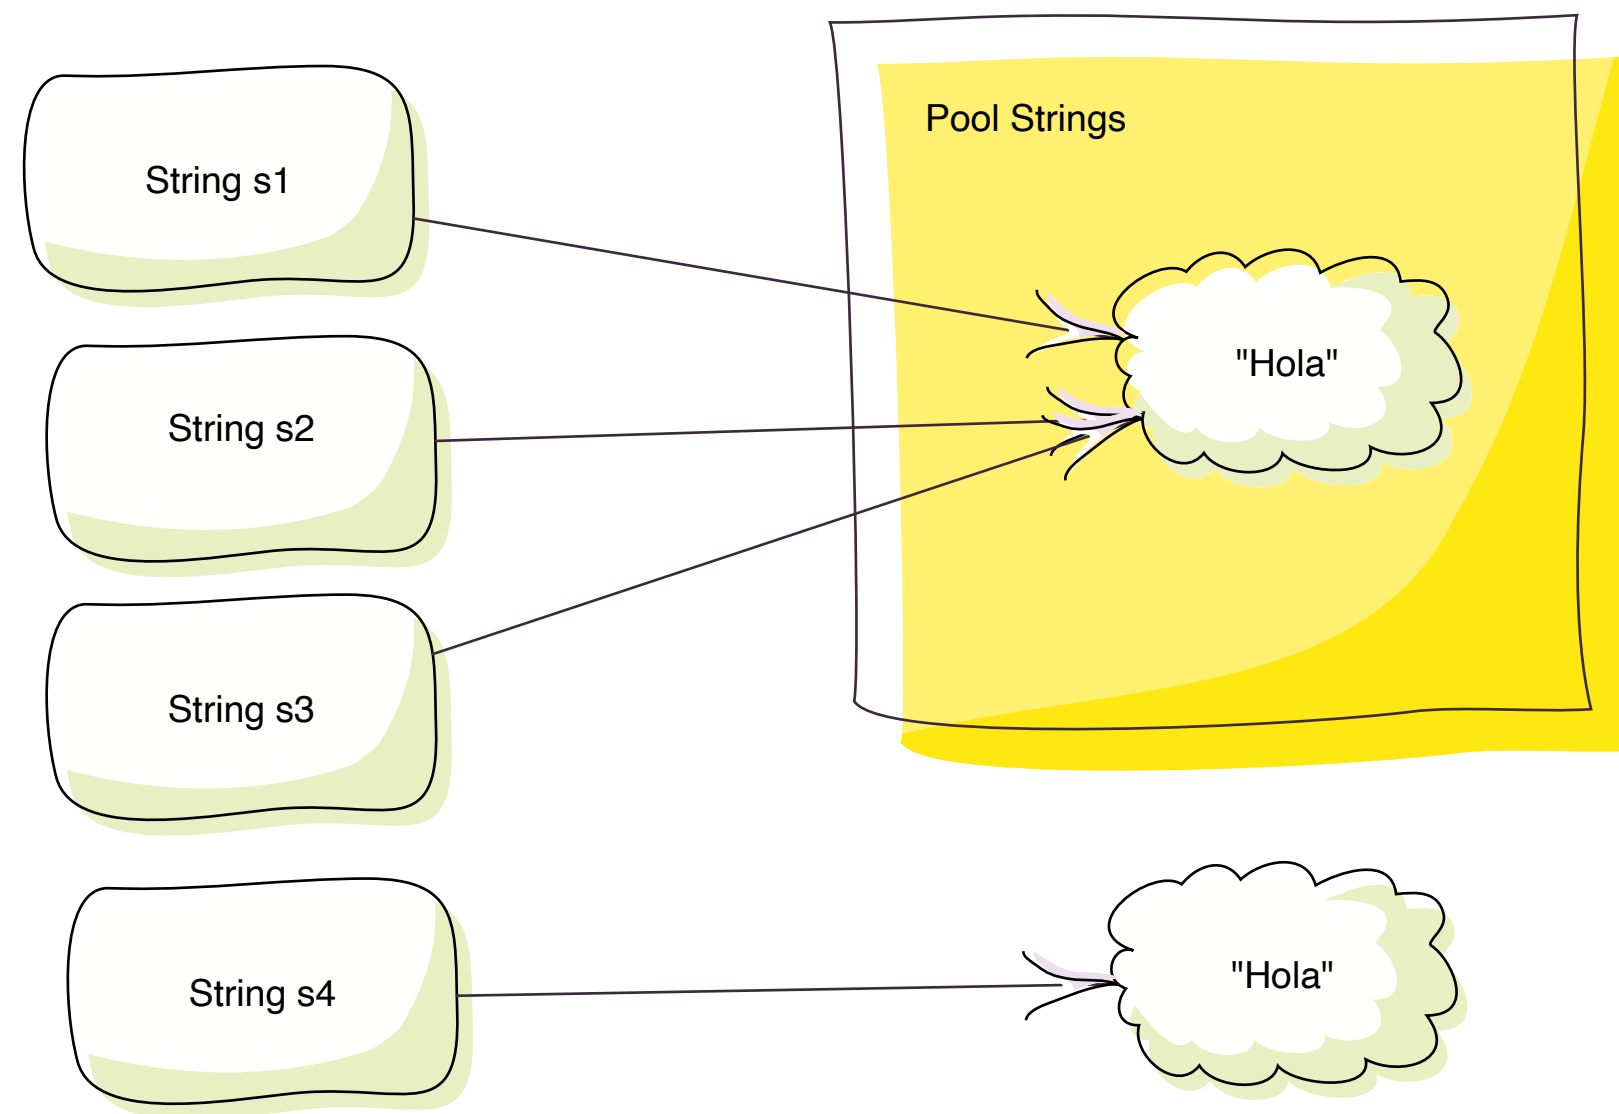 String s1
Pool Strings
"Hola"
String s2
String s3
String s4
"Hola"